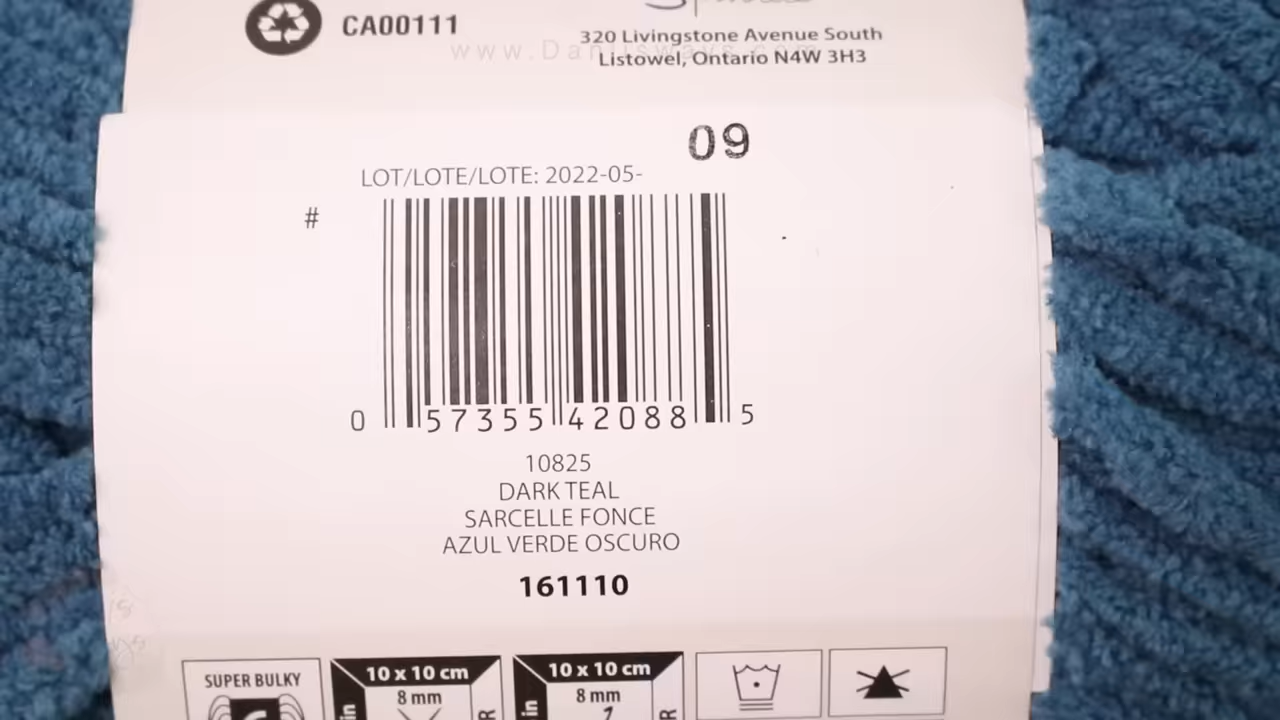 CA00111
320 Livingstone Avenue South
Listowel, Ontario N4W 3H3
09
LOT/LOTE/LOTE: 2022-05-
#
0 57355 42088 5
10825
DARK TEAL
SARCELLE FONCE
AZUL VERDE OSCURO
161110
SUPER BULKY
10 x 10 cm
8 mm
in
R
10 x 10 cm
8 mm
in
R